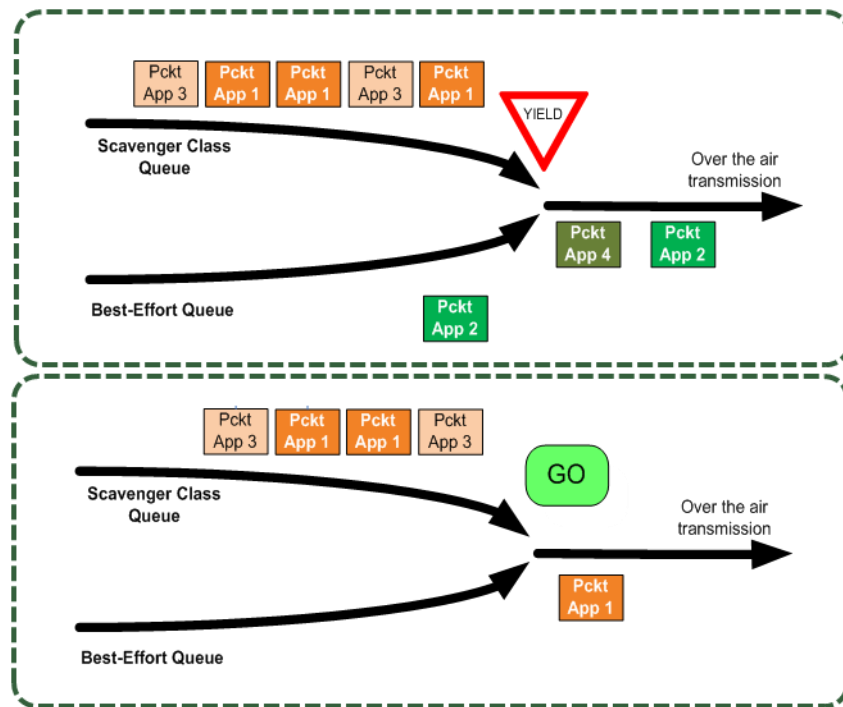 Pckt
App 3
Pckt
App 1
Pckt
App 1
Pckt
App 3
Pckt
App 1
YIELD
Scavenger Class
Queue
Over the air
transmission
Pckt
App 4
Pckt
App 2
Best-Effort Queue
Pckt
App 2
Pckt
App 3
Pckt
App 1
Pckt
App 1
Pckt
App 3
GO
Scavenger Class
Queue
Over the air
transmission
Pckt
App 1
Best-Effort Queue